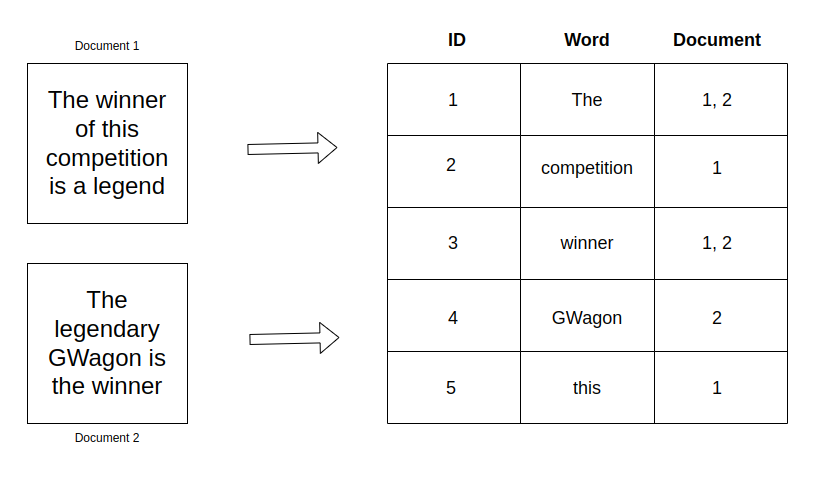 Document 1
The winner
of this
competition
is a legend
The
legendary
GWagon is
the winner
Document 2
ID Word Document
1 The 1, 2
2 competition 1
3 winner 1, 2
4 GWagon 2
5 this 1